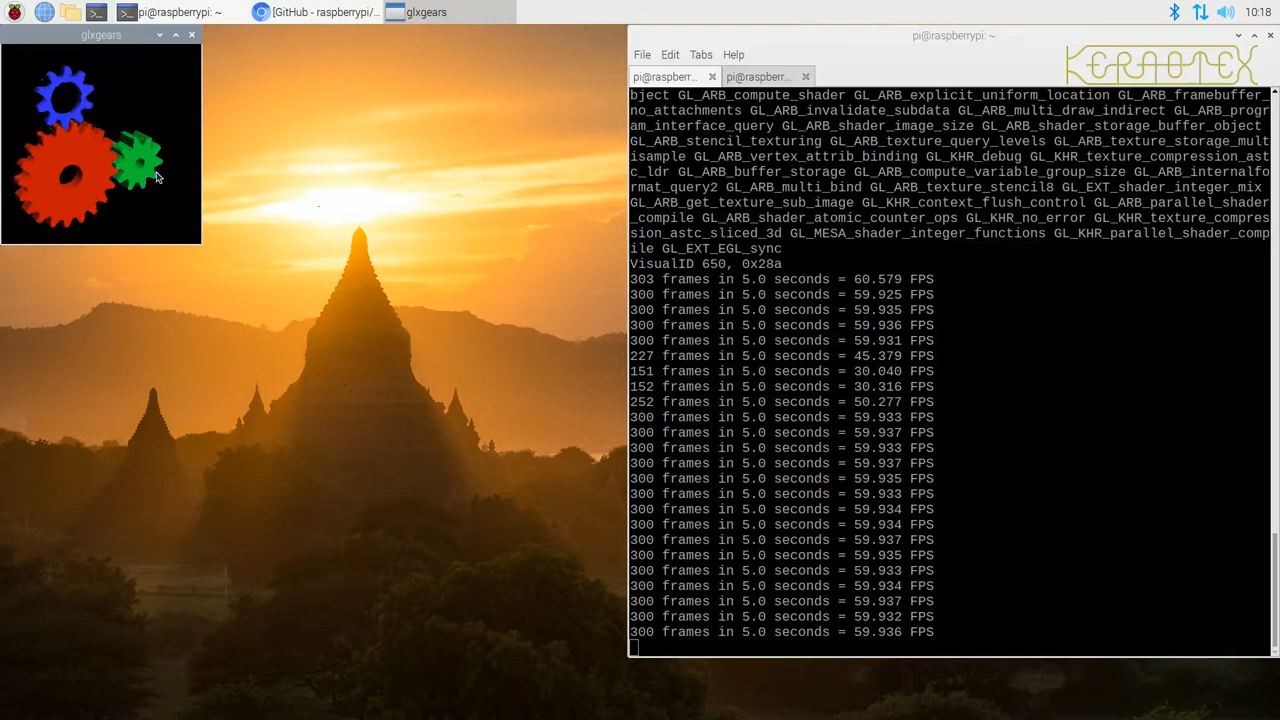 pi@raspberrypi: ~
[GitHub - raspberrypi/...
glxgears
10:18
glxgears
pi@raspberrypi: ~
File Edit Tabs Help
KERAOTEX
pi@raspberr...
pi@raspberr...
bject GL_ARB_compute_shader GL_ARB_explicit_uniform_location GL_ARB_framebuffer_
no_attachments GL_ARB_invalidate_subdata GL_ARB_multi_draw_indirect GL_ARB_progr
am_interface_query GL_ARB_shader_image_size GL_ARB_shader_storage_buffer_object
GL_ARB_stencil_texturing GL_ARB_texture_query_levels GL_ARB_texture_storage_mult
isample GL_ARB_vertex_attrib_binding GL_KHR_debug GL_KHR_texture_compression_ast
c_ldr GL_ARB_buffer_storage GL_ARB_compute_variable_group_size GL_ARB_internalfo
rmat_query2 GL_ARB_multi_bind GL_ARB_texture_stencil8 GL_EXT_shader_integer_mix
GL_ARB_get_texture_sub_image GL_KHR_context_flush_control GL_ARB_parallel_shader
_compile GL_ARB_shader_atomic_counter_ops GL_KHR_no_error GL_KHR_texture_compres
sion_astc_sliced_3d GL_MESA_shader_integer_functions GL_KHR_parallel_shader_comp
ile GL_EXT_EGL_sync
VisualID 650, 0x28a
303 frames in 5.0 seconds = 60.579 FPS
300 frames in 5.0 seconds = 59.925 FPS
300 frames in 5.0 seconds = 59.935 FPS
300 frames in 5.0 seconds = 59.936 FPS
300 frames in 5.0 seconds = 59.931 FPS
227 frames in 5.0 seconds = 45.379 FPS
151 frames in 5.0 seconds = 30.040 FPS
152 frames in 5.0 seconds = 30.316 FPS
252 frames in 5.0 seconds = 50.277 FPS
300 frames in 5.0 seconds = 59.933 FPS
300 frames in 5.0 seconds = 59.937 FPS
300 frames in 5.0 seconds = 59.933 FPS
300 frames in 5.0 seconds = 59.937 FPS
300 frames in 5.0 seconds = 59.935 FPS
300 frames in 5.0 seconds = 59.933 FPS
300 frames in 5.0 seconds = 59.934 FPS
300 frames in 5.0 seconds = 59.934 FPS
300 frames in 5.0 seconds = 59.937 FPS
300 frames in 5.0 seconds = 59.935 FPS
300 frames in 5.0 seconds = 59.933 FPS
300 frames in 5.0 seconds = 59.934 FPS
300 frames in 5.0 seconds = 59.937 FPS
300 frames in 5.0 seconds = 59.932 FPS
300 frames in 5.0 seconds = 59.936 FPS